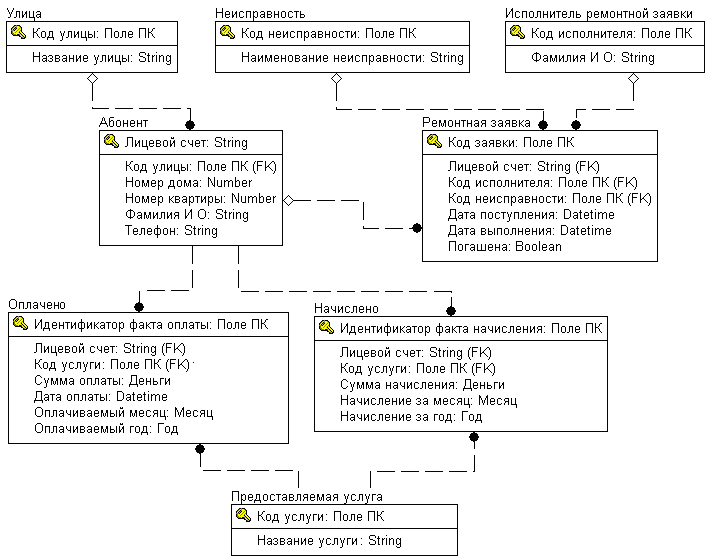 Улица
Код улицы: Поле ПК
Название улицы: String
Неисправность
Код неисправности: Поле ПК
Наименование неисправности: String
Исполнитель ремонтной заявки
Код исполнителя: Поле ПК
Фамилия И О: String
Абонент
Лицевой счет: String
Код улицы: Поле ПК (FK)
Номер дома: Number
Номер квартиры: Number
Фамилия И О: String
Телефон: String
Ремонтная заявка
Код заявки: Поле ПК
Лицевой счет: String (FK)
Код исполнителя: Поле ПК (FK)
Код неисправности: Поле ПК (FK)
Дата поступления: Datetime
Дата выполнения: Datetime
Погашена: Boolean
Оплачено
Идентификатор факта оплаты: Поле ПК
Лицевой счет: String (FK)
Код услуги: Поле ПК (FK)
Сумма оплаты: Деньги
Дата оплаты: Datetime
Оплачиваемый месяц: Месяц
Оплачиваемый год: Год
Начислено
Идентификатор факта начисления: Поле ПК
Лицевой счет: String (FK)
Код услуги: Поле ПК (FK)
Сумма начисления: Деньги
Начисление за месяц: Месяц
Начисление за год: Год
Предоставляемая услуга
Код услуги: Поле ПК
Название услуги: String